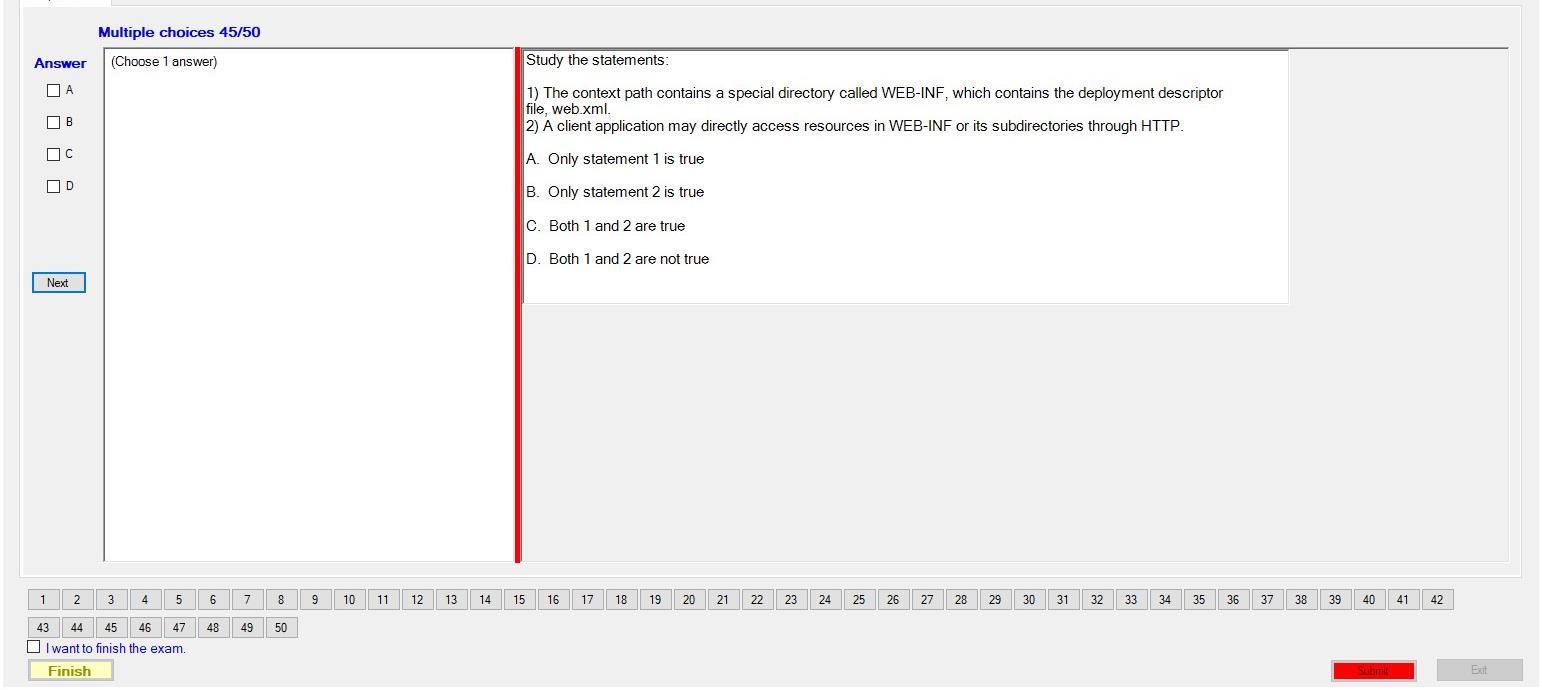 Multiple choices 45/50
Answer
(Choose 1 answer)
A
B
C
D
Next
Study the statements:
1) The context path contains a special directory called WEB-INF, which contains the deployment descriptor
file, web.xml.
2) A client application may directly access resources in WEB-INF or its subdirectories through HTTP.
A. Only statement 1 is true
B. Only statement 2 is true
C. Both 1 and 2 are true
D. Both 1 and 2 are not true
1 2 3 4 5 6 7 8 9 10 11 12 13 14 15 16 17 18 19 20 21 22 23 24 25 26 27 28 29 30 31 32 33 34 35 36 37 38 39 40 41 42
43 44 45 46 47 48 49 50
I want to finish the exam.
Finish
Submit
Exit